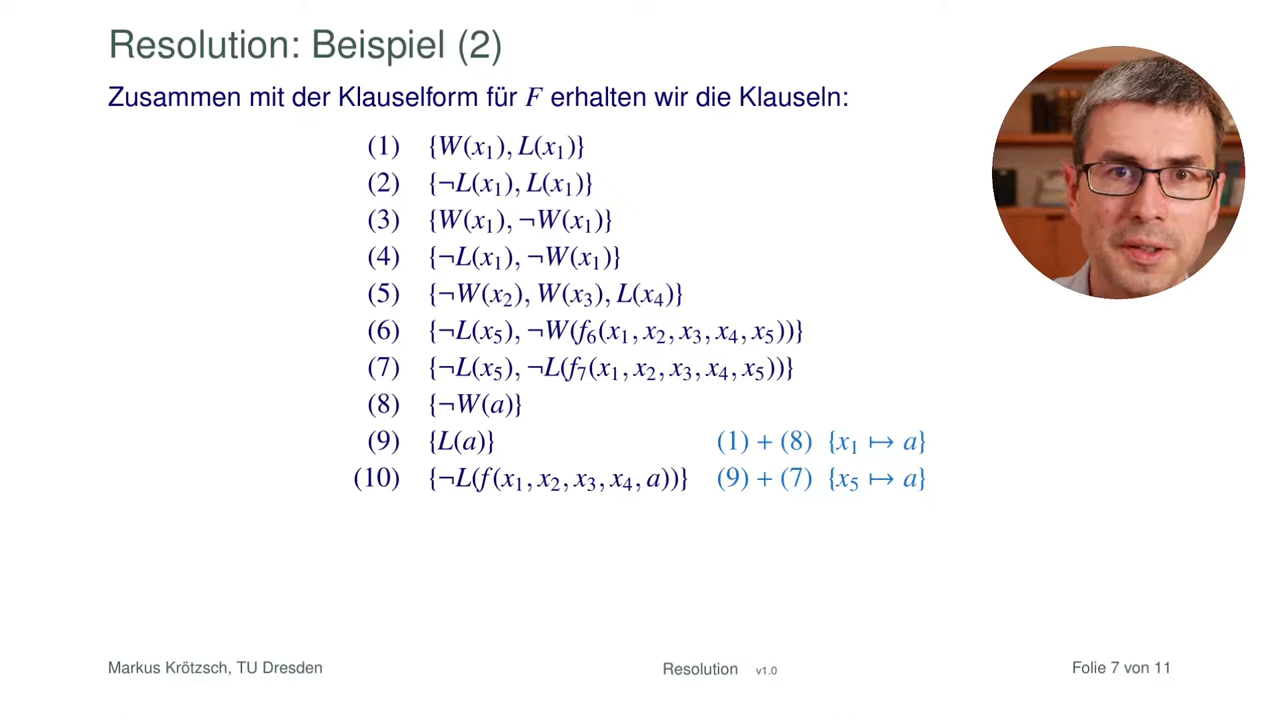 Resolution: Beispiel (2)
Zusammen mit der Klauselform für F erhalten wir die Klauseln:
(1) {W(x₁), L(x₁)}
(2) {¬L(x₁), L(x₁)}
(3) {W(x₁), ¬W(x₁)}
(4) {¬L(x₁), ¬W(x₁)}
(5) {¬W(x₂), W(x₃), L(x₄)}
(6) {¬L(x₅), ¬W(f₆(x₁, x₂, x₃, x₄, x₅))}
(7) {¬L(x₅), ¬L(f₇(x₁, x₂, x₃, x₄, x₅))}
(8) {¬W(a)}
(9) {L(a)} (1) + (8) {x₁ ↦ a}
(10) {¬L(f(x₁, x₂, x₃, x₄, a))} (9) + (7) {x₅ ↦ a}
Markus Krötzsch, TU Dresden Resolution v1.0 Folie 7 von 11